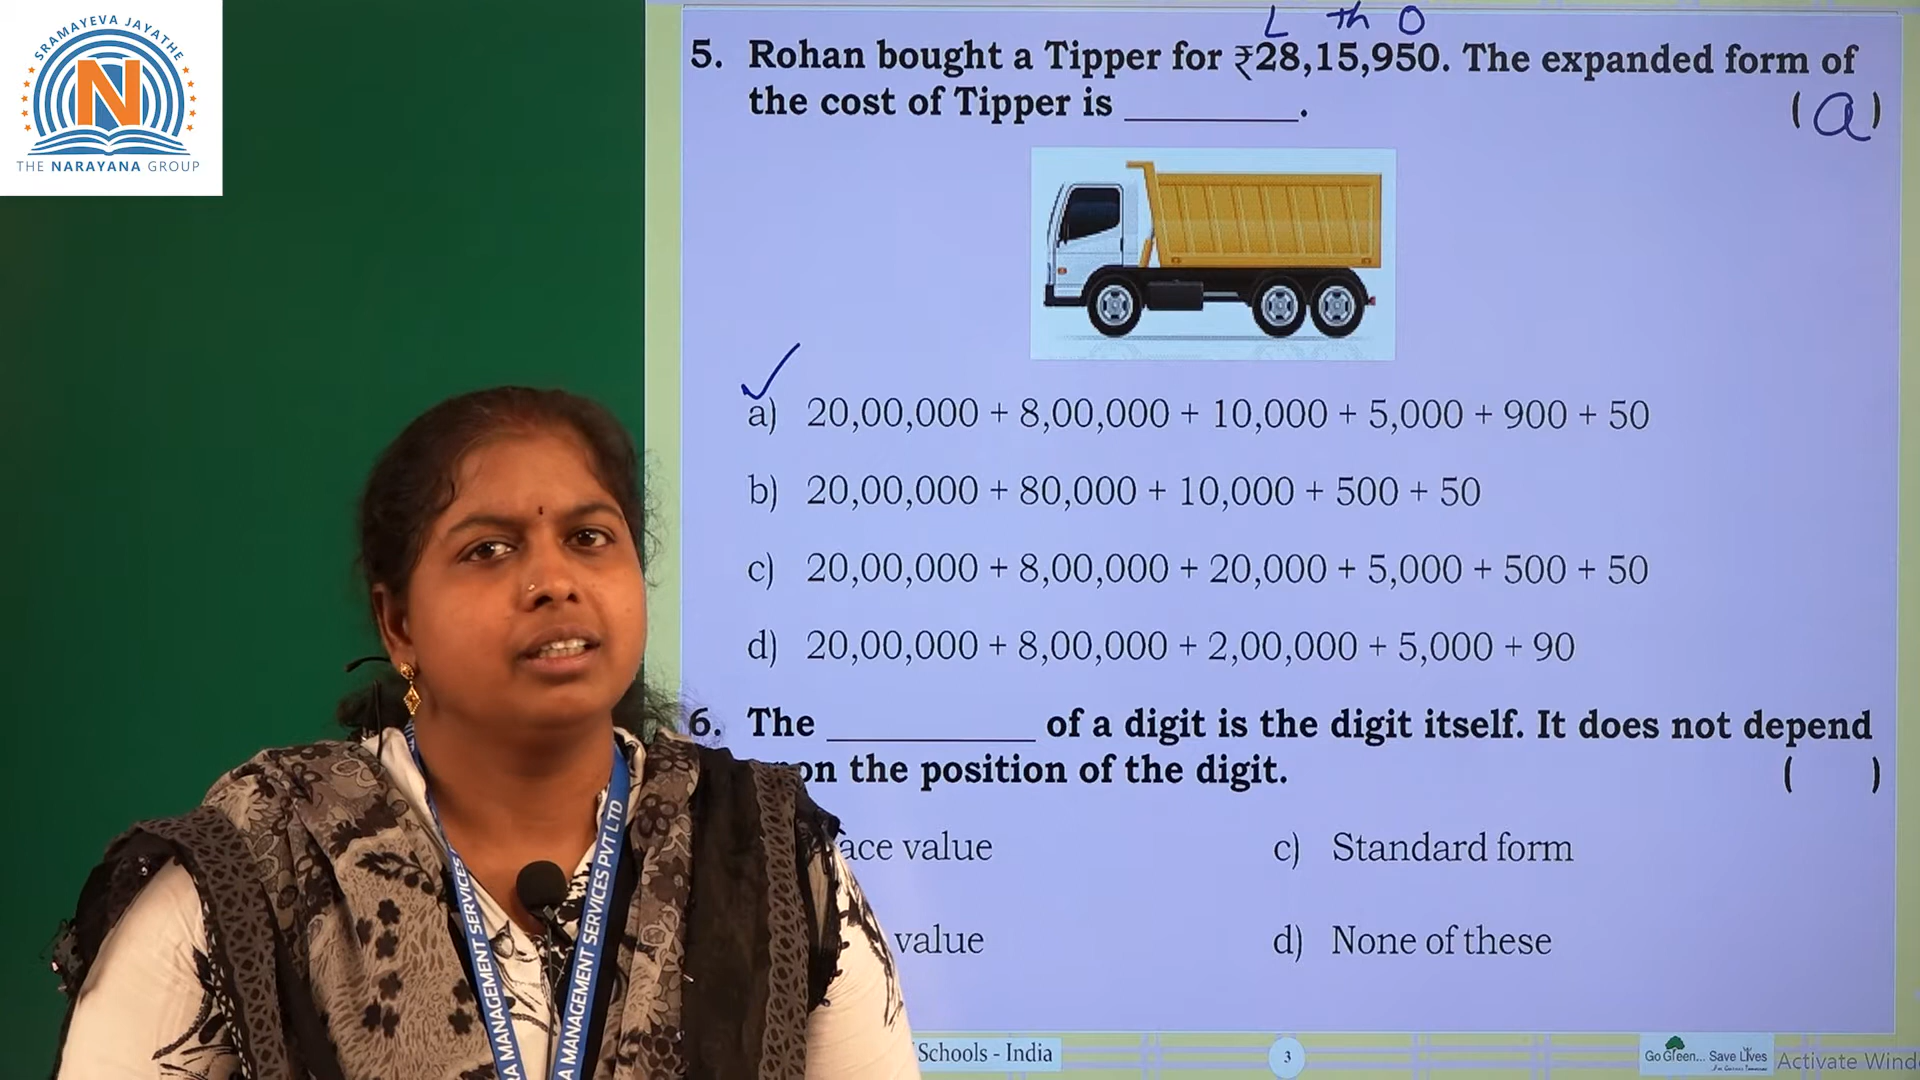 SRAMAYEVA JAYATHE
N
THE NARAYANA GROUP
L Th O
5. Rohan bought a Tipper for ₹28,15,950. The expanded form of
the cost of Tipper is __________.
(a)
a) 20,00,000 + 8,00,000 + 10,000 + 5,000 + 900 + 50
b) 20,00,000 + 80,000 + 10,000 + 500 + 50
c) 20,00,000 + 8,00,000 + 20,000 + 5,000 + 500 + 50
d) 20,00,000 + 8,00,000 + 2,00,000 + 5,000 + 90
6. The ____________ of a digit is the digit itself. It does not depend
on the position of the digit. ( )
ace value
c) Standard form
value
d) None of these
MANAGEMENT SERVICES
MANAGEMENT SERVICES PVT LTD
Schools - India
3
Go Green... Save Lives
Activate Wind